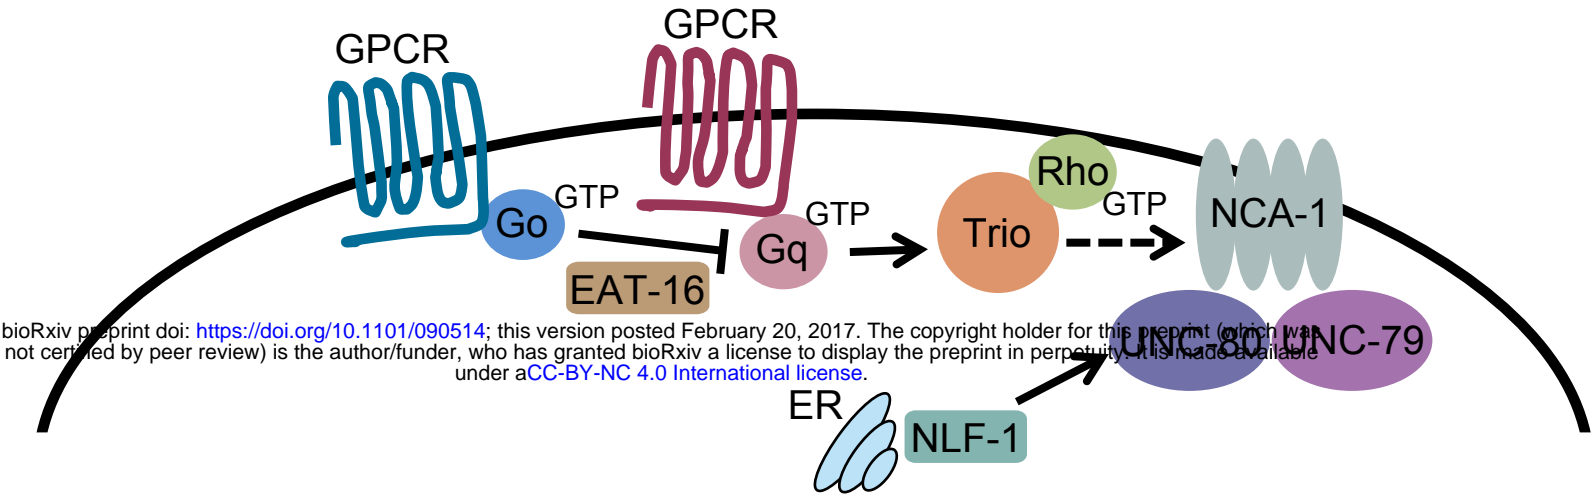 GPCR
GPCR
Rho
GTP
GTP
GTP
Go
Gq
Trio
NCA-1
EAT-16
bioRxiv preprint doi: https://doi.org/10.1101/090514; this version posted February 20, 2017. The copyright holder for this preprint (which was
not certified by peer review) is the author/funder, who has granted bioRxiv a license to display the preprint in perpetuity. It is made available
under aCC-BY-NC 4.0 International license.
UNC-80
UNC-79
ER
NLF-1